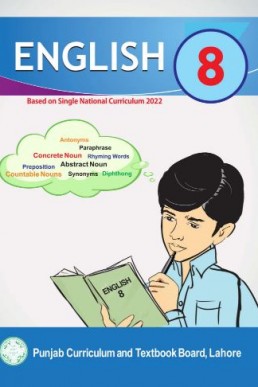 ENGLISH 8
Based on Single National Curriculum 2022
Antonyms
Paraphrase
Concrete Noun Rhyming Words
Preposition Abstract Noun
Countable Nouns Synonyms Diphthong
ENGLISH
8
Punjab Curriculum and Textbook Board, Lahore